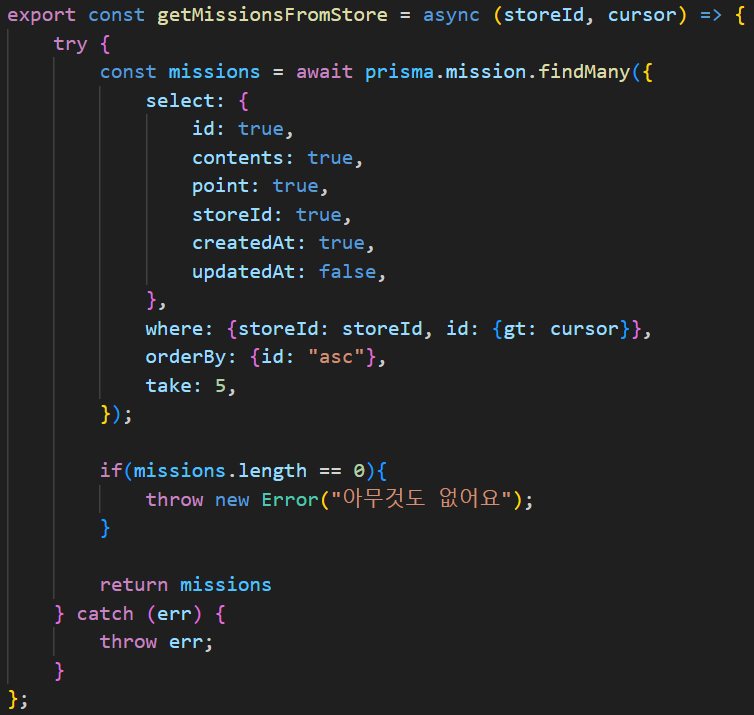 export const getMissionsFromStore = async (storeId, cursor) => {
    try {
        const missions = await prisma.mission.findMany({
            select: {
                id: true,
                contents: true,
                point: true,
                storeId: true,
                createdAt: true,
                updatedAt: false,
            },
            where: {storeId: storeId, id: {gt: cursor}},
            orderBy: {id: "asc"},
            take: 5,
        });

        if(missions.length == 0){
            throw new Error("아무것도 없어요");
        }

        return missions
    } catch (err) {
        throw err;
    }
};